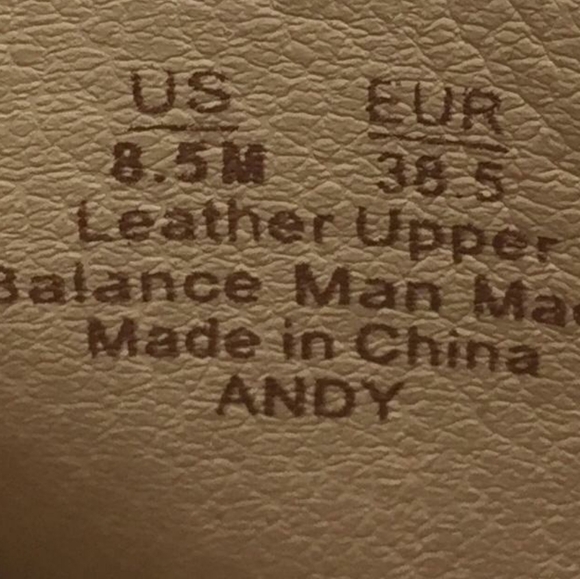 US EUR
8.5M 38.5
Leather Upper
Balance Man Ma
Made in China
ANDY